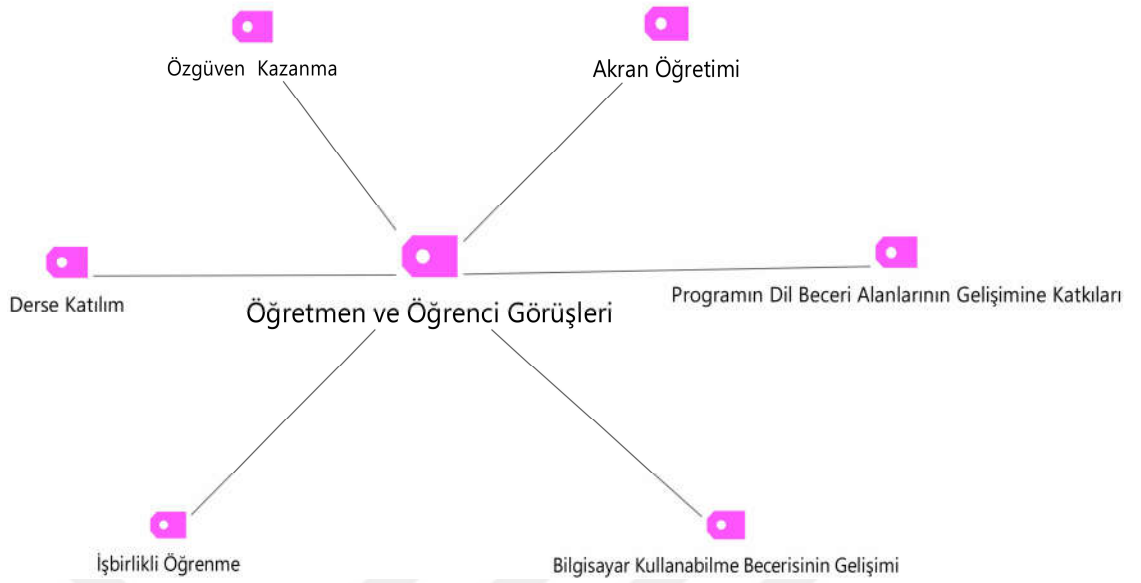 Özgüven Kazanma
Akran Öğretimi
Derse Katılım
Öğretmen ve Öğrenci Görüşleri
Programın Dil Beceri Alanlarının Gelişimine Katkıları
İşbirlikli Öğrenme
Bilgisayar Kullanabilme Becerisinin Gelişimi